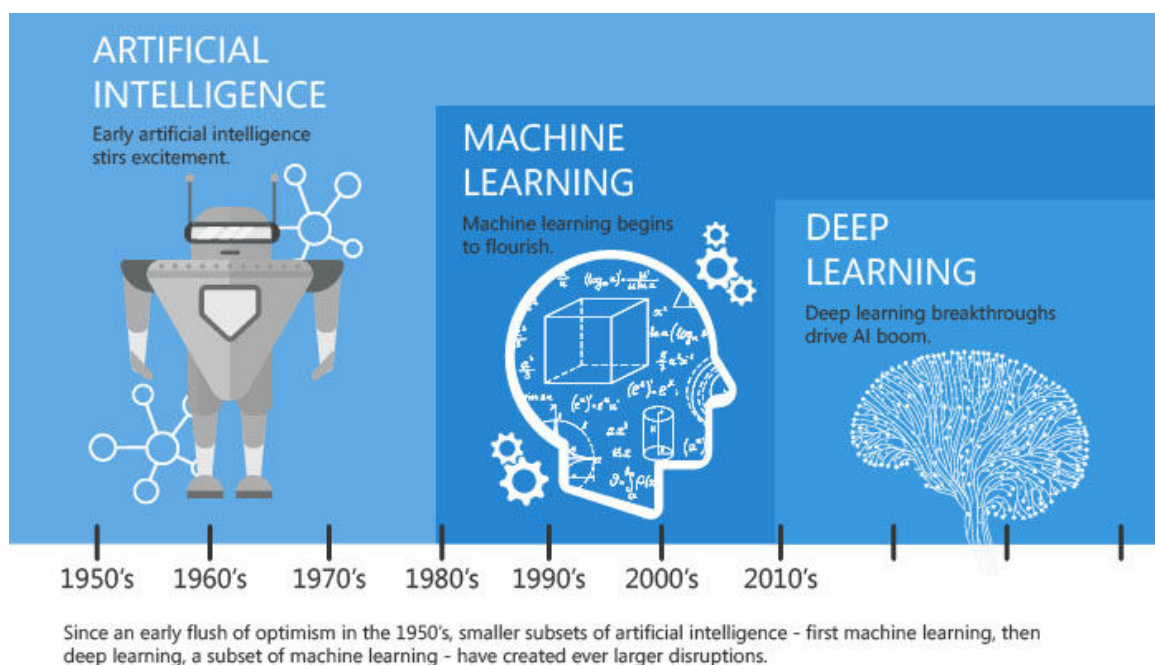 ARTIFICIAL
INTELLIGENCE
Early artificial intelligence
stirs excitement.
MACHINE
LEARNING
Machine learning begins
to flourish.
DEEP
LEARNING
Deep learning breakthroughs
drive AI boom.
1950's 1960's 1970's 1980's 1990's 2000's 2010's
Since an early flush of optimism in the 1950's, smaller subsets of artificial intelligence - first machine learning, then
deep learning, a subset of machine learning - have created ever larger disruptions.